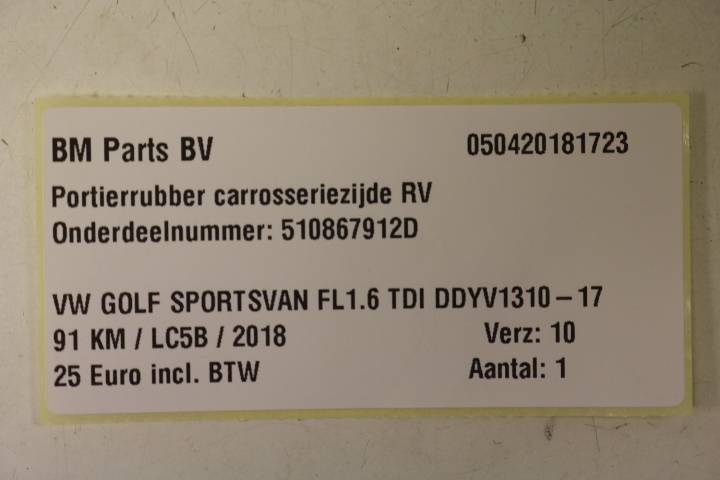 BM Parts BV 050420181723
Portierrubber carrosseriezijde RV
Onderdeelnummer: 510867912D
VW GOLF SPORTSVAN FL1.6 TDI DDYV1310-17
91 KM / LC5B / 2018 Verz: 10
25 Euro incl. BTW Aantal: 1